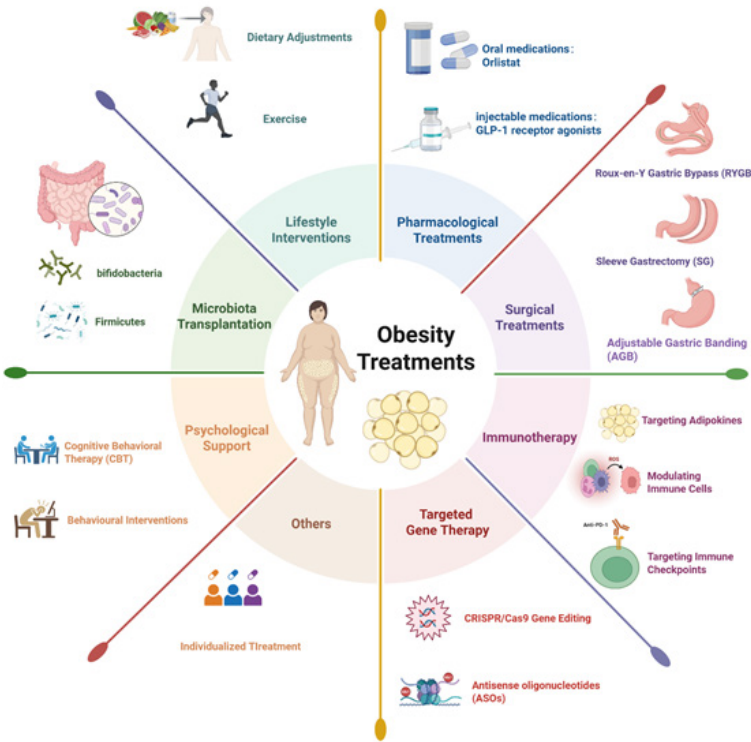 Dietary Adjustments
Exercise
Oral medications:
Orlistat
injectable medications:
GLP-1 receptor agonists
Roux-en-Y Gastric Bypass (RYGB
Sleeve Gastrectomy (SG)
Adjustable Gastric Banding
(AGB)
bifidobacteria
Firmicutes
Lifestyle
Interventions
Pharmacological
Treatments
Microbiota
Transplantation
Surgical
Treatments
Obesity
Treatments
Psychological
Support
Immunotherapy
Others
Targeted
Gene Therapy
Cognitive Behavioral
Therapy (CBT)
Behavioural Interventions
Targeting Adipokines
ROS
Modulating
Immune Cells
Anti-PD-1
Targeting Immune
Checkpoints
Individualized TIreatment
CRISPR/Cas9 Gene Editing
Antisense oligonucleotides
(ASOs)